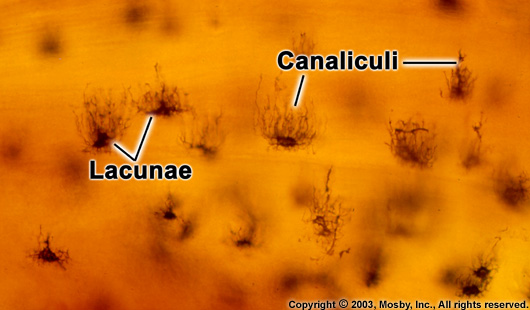 Canaliculi
Lacunae
Copyright © 2003, Mosby, Inc., All rights reserved.